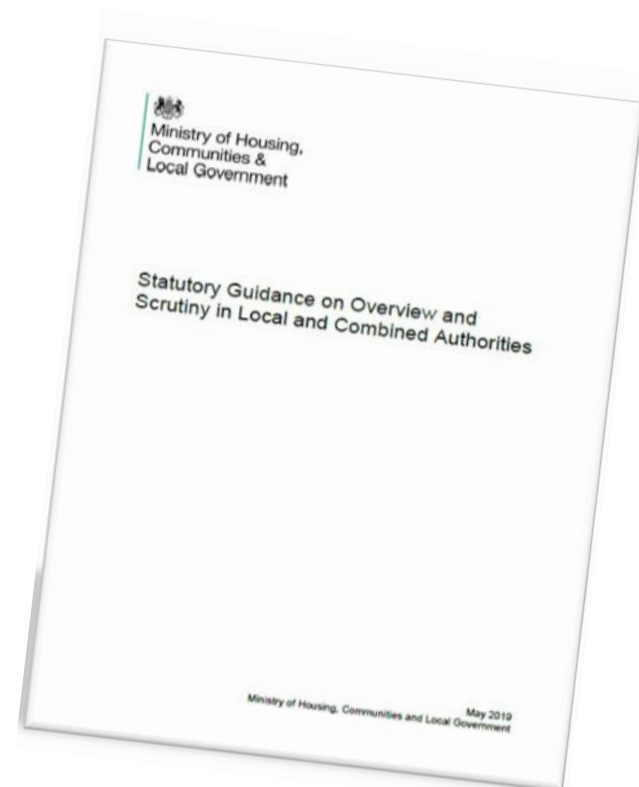 Ministry of Housing,
Communities &
Local Government
Statutory Guidance on Overview and
Scrutiny in Local and Combined Authorities
May 2019
Ministry of Housing, Communities and Local Government